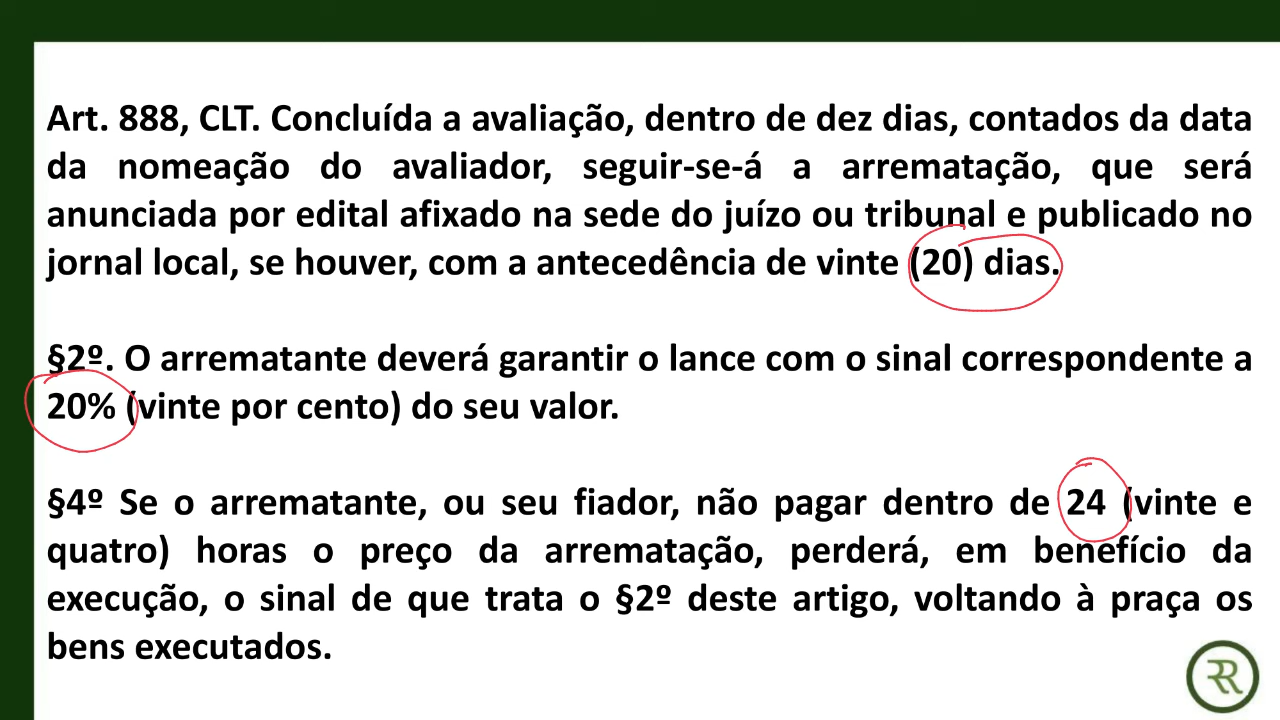 Art. 888, CLT. Concluída a avaliação, dentro de dez dias, contados da data
da nomeação do avaliador, seguir-se-á a arrematação, que será
anunciada por edital afixado na sede do juízo ou tribunal e publicado no
jornal local, se houver, com a antecedência de vinte (20) dias.
§2º. O arrematante deverá garantir o lance com o sinal correspondente a
20% (vinte por cento) do seu valor.
§4º Se o arrematante, ou seu fiador, não pagar dentro de 24 (vinte e
quatro) horas o preço da arrematação, perderá, em benefício da
execução, o sinal de que trata o §2º deste artigo, voltando à praça os
bens executados.